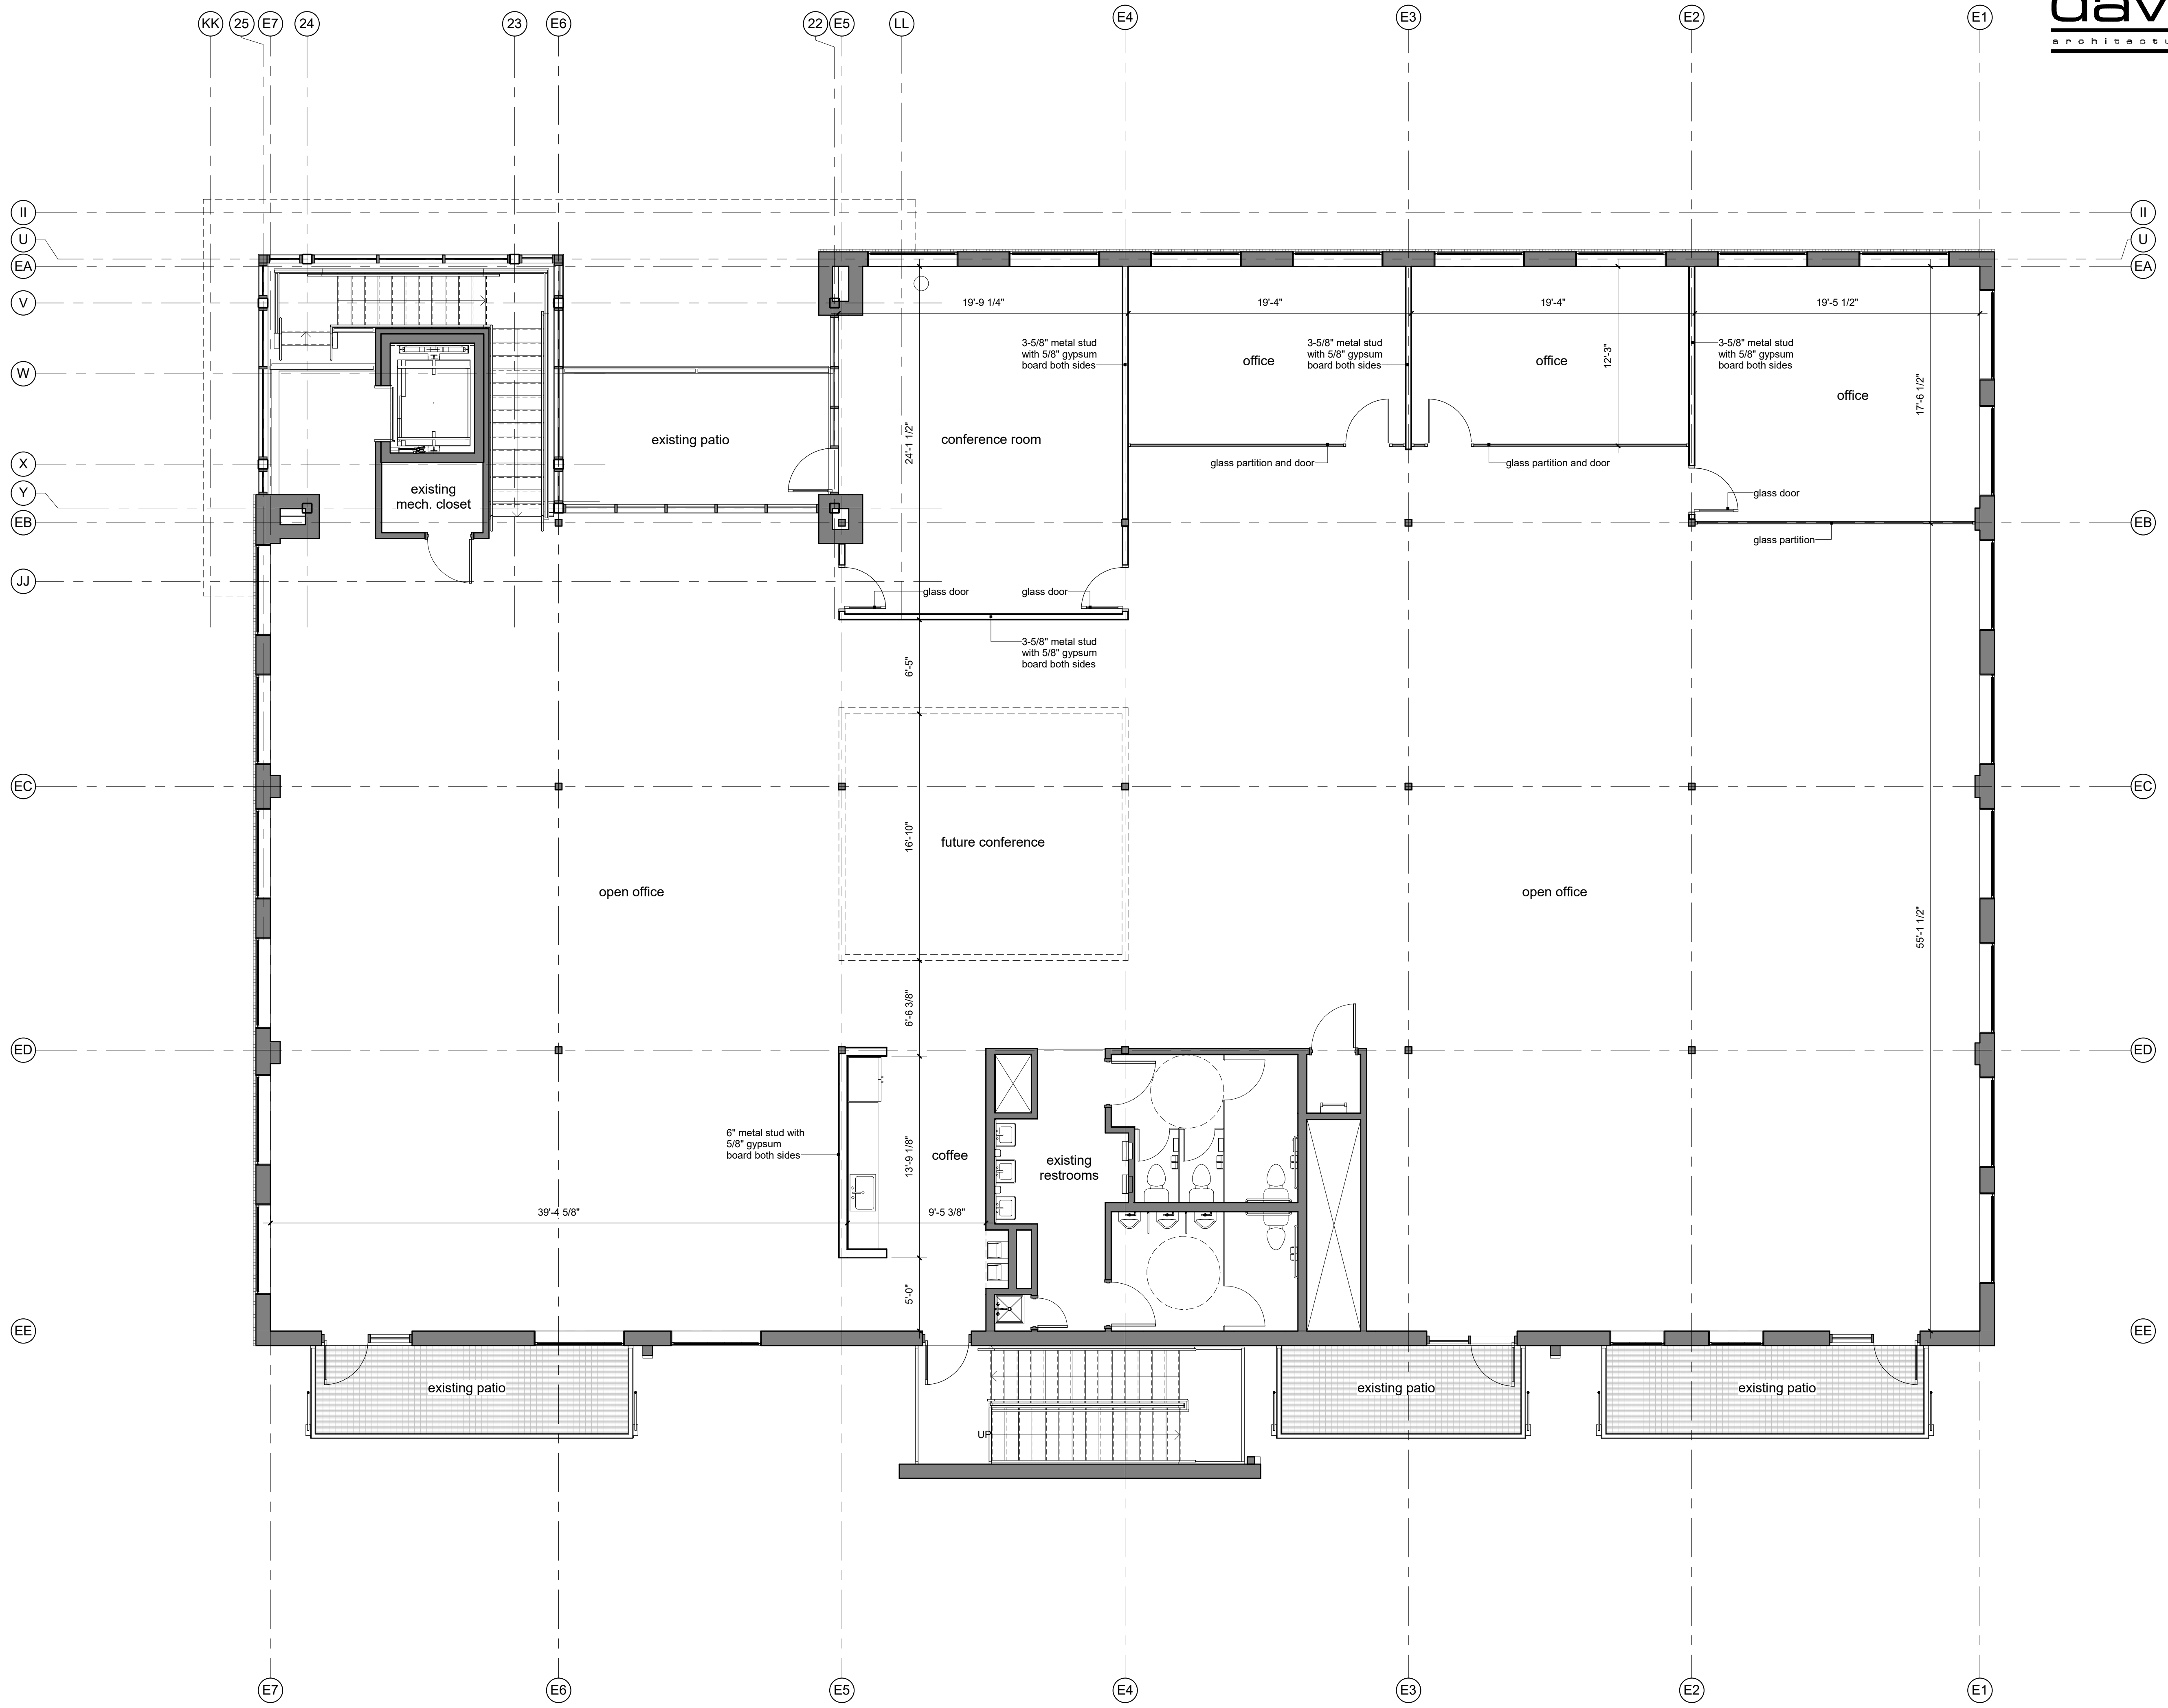 dav
architectu
KK 25 E7 24 23 E6 22 E5 LL E4 E3 E2 E1
II II
U U
EA EA
V
19'-9 1/4" 19'-4" 19'-4" 19'-5 1/2"
3-5/8" metal stud
with 5/8" gypsum
board both sides
3-5/8" metal stud
with 5/8" gypsum
board both sides
3-5/8" metal stud
with 5/8" gypsum
board both sides
office
office
12'-3"
W
office
17'-6 1/2"
existing patio
conference room
24'-1 1/2"
X
glass partition and door
glass partition and door
existing
mech. closet
Y
glass door
EB EB
glass partition
JJ
glass door
glass door
3-5/8" metal stud
with 5/8" gypsum
board both sides
6'-5"
EC EC
future conference
16'-10"
open office
open office
55'-1 1/2"
6'-6 3/8"
ED ED
6" metal stud with
5/8" gypsum
board both sides
coffee
13'-9 1/8"
existing
restrooms
39'-4 5/8"
9'-5 3/8"
5'-0"
EE EE
existing patio
existing patio
existing patio
UP
E7 E6 E5 E4 E3 E2 E1